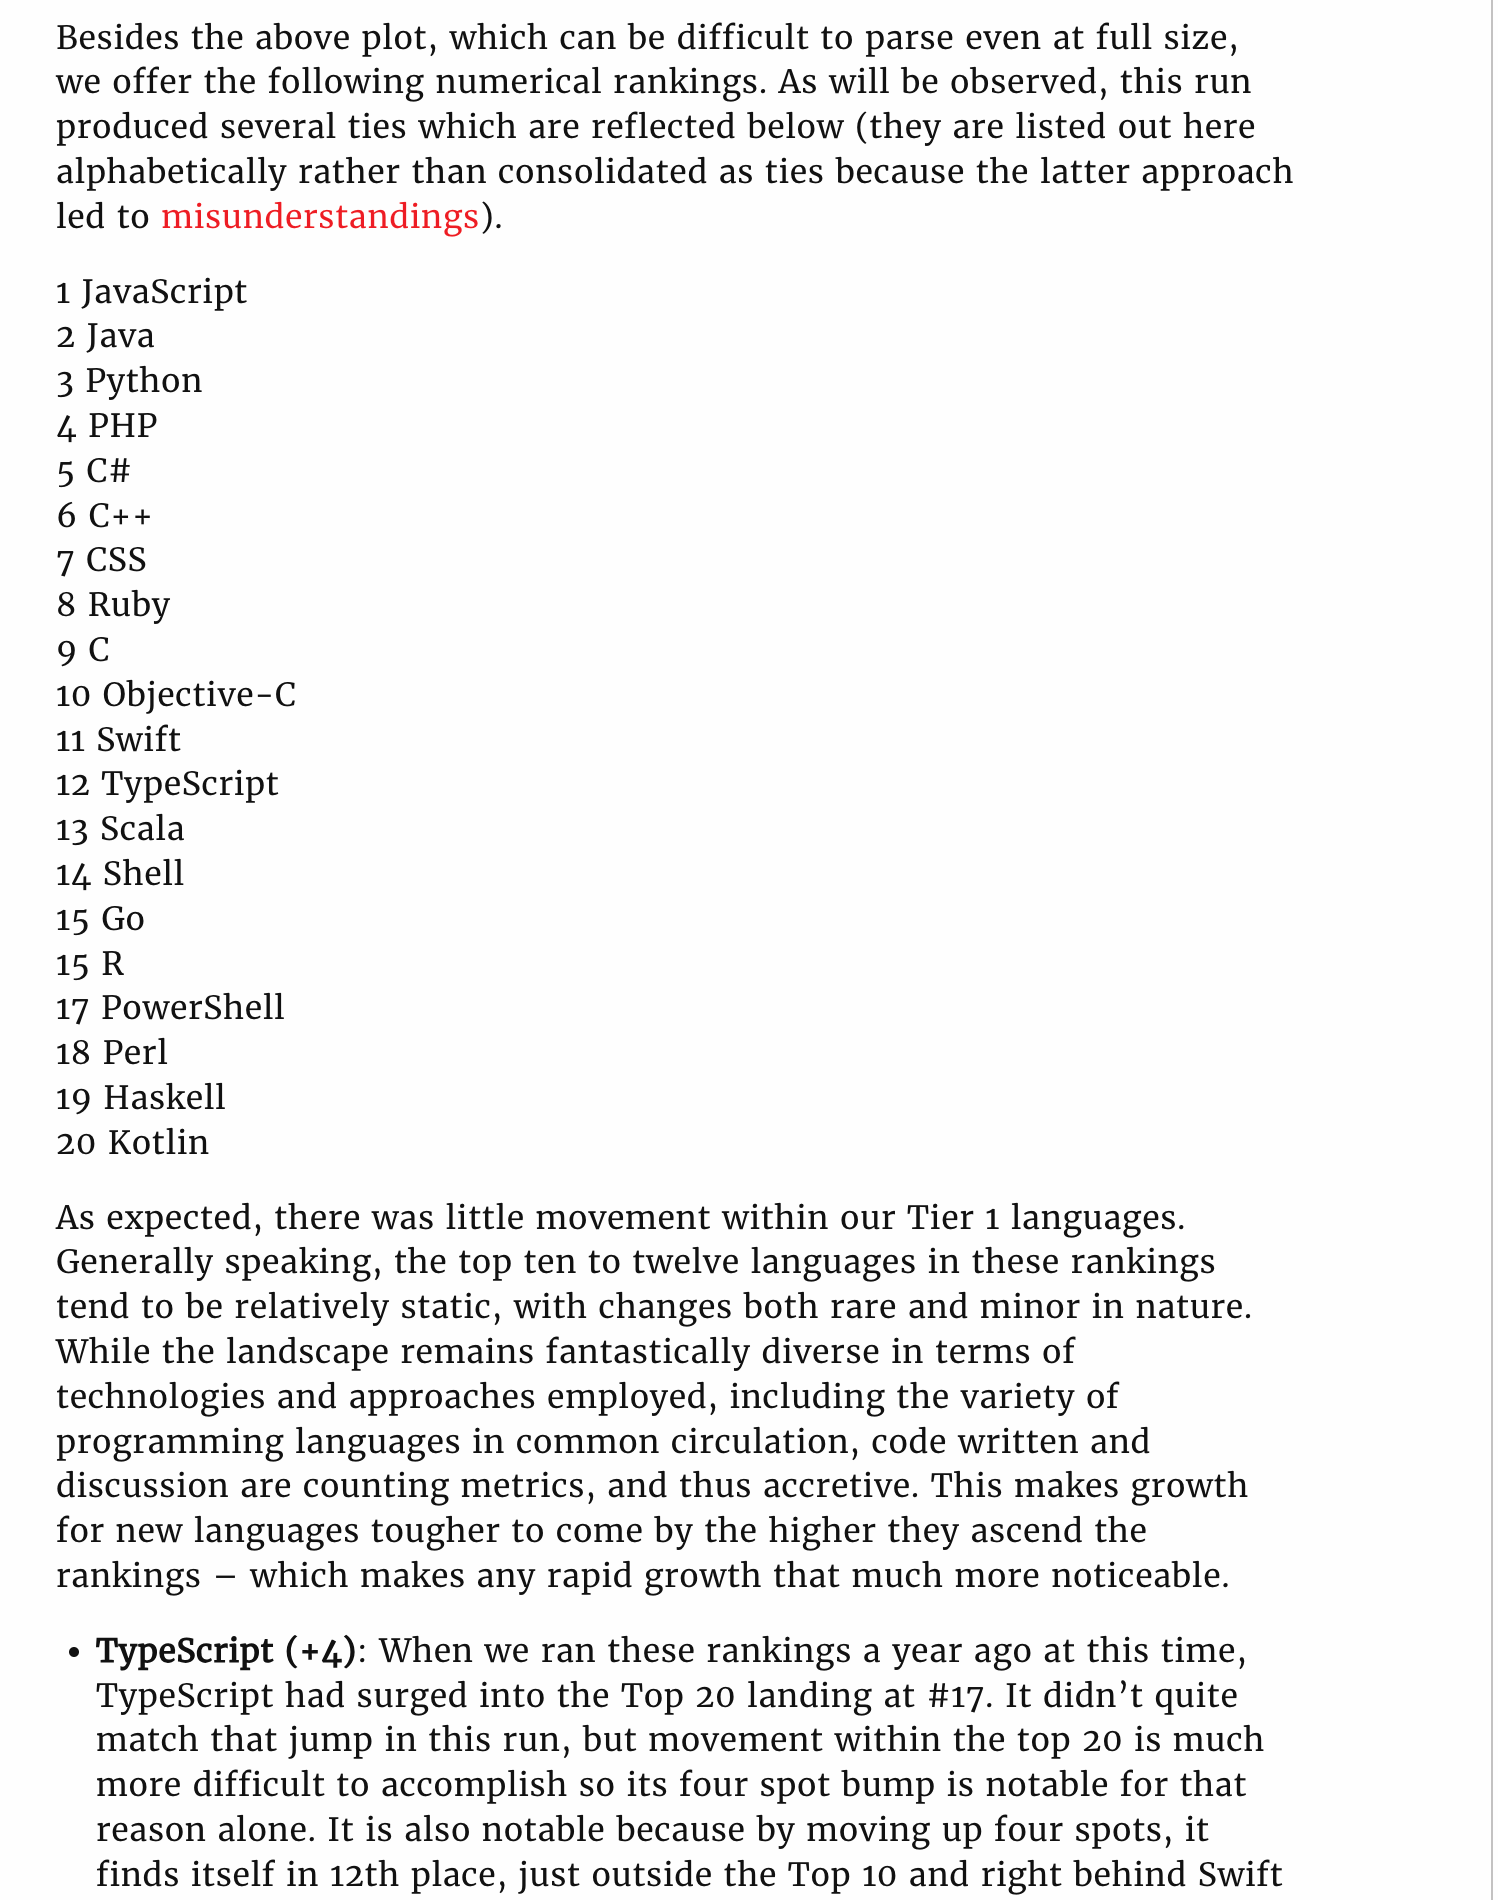 Besides the above plot, which can be difficult to parse even at full size,
we offer the following numerical rankings. As will be observed, this run
produced several ties which are reflected below (they are listed out here
alphabetically rather than consolidated as ties because the latter approach
led to misunderstandings).
1 JavaScript
2 Java
3 Python
4 PHP
5 C#
6 C++
7 CSS
8 Ruby
9 C
10 Objective-C
11 Swift
12 TypeScript
13 Scala
14 Shell
15 Go
15 R
17 PowerShell
18 Perl
19 Haskell
20 Kotlin
As expected, there was little movement within our Tier 1 languages.
Generally speaking, the top ten to twelve languages in these rankings
tend to be relatively static, with changes both rare and minor in nature.
While the landscape remains fantastically diverse in terms of
technologies and approaches employed, including the variety of
programming languages in common circulation, code written and
discussion are counting metrics, and thus accretive. This makes growth
for new languages tougher to come by the higher they ascend the
rankings – which makes any rapid growth that much more noticeable.
• TypeScript (+4): When we ran these rankings a year ago at this time,
TypeScript had surged into the Top 20 landing at #17. It didn’t quite
match that jump in this run, but movement within the top 20 is much
more difficult to accomplish so its four spot bump is notable for that
reason alone. It is also notable because by moving up four spots, it
finds itself in 12th place, just outside the Top 10 and right behind Swift